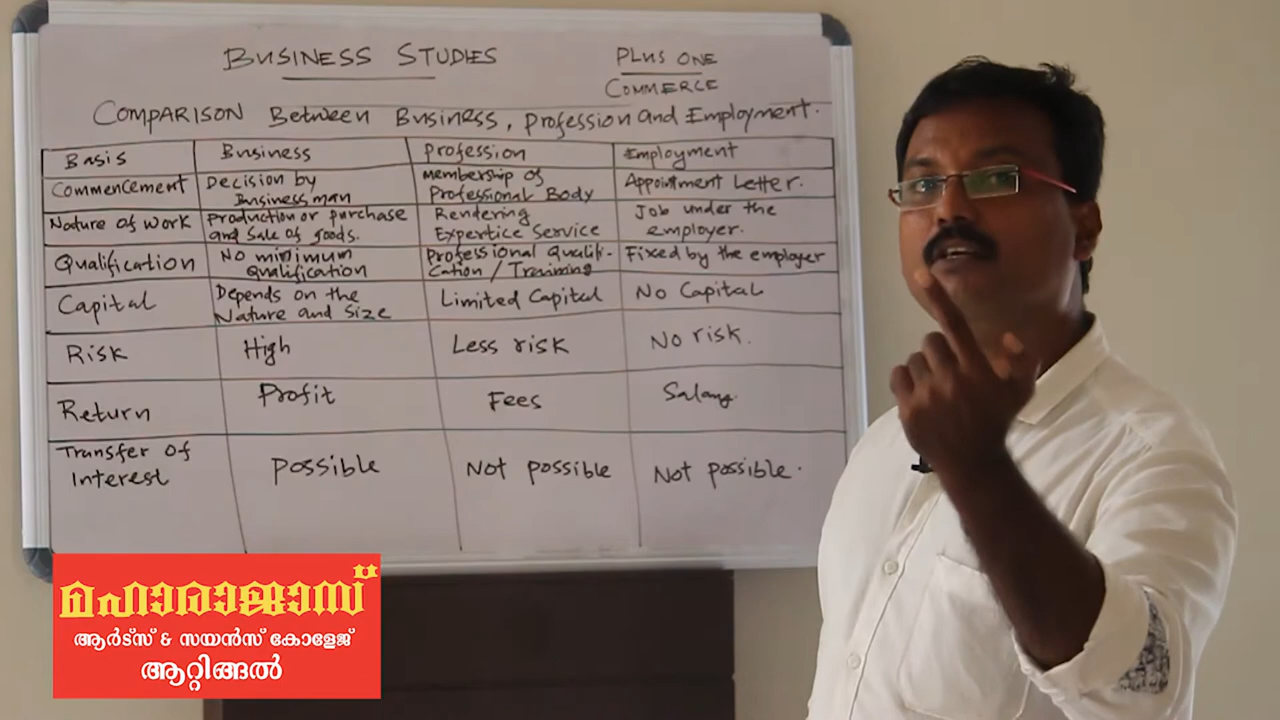 BUSINESS STUDIES
PLUS ONE
COMMERCE
COMPARISON Between Business, Profession and Employment.
Basis
Business
Profession
Employment
Commencement
Decision by
Businessman
Membership of
Professional Body
Appointment Letter.
Nature of work
Production or purchase
and sale of goods.
Rendering
Expertice Service
Job under the
employer.
Qualification
No minimum
Qualification
Professional Qualifi-
cation / Training
Fixed by the employer
Capital
Depends on the
Nature and Size
Limited Capital
No Capital
Risk
High
Less risk
No risk.
Return
Profit
Fees
Salary.
Transfer of
Interest
Possible
Not possible
Not possible.
മഹാരാജാസ്
ആർട്സ് & സയൻസ് കോളേജ്
ആറ്റിങ്ങൽ